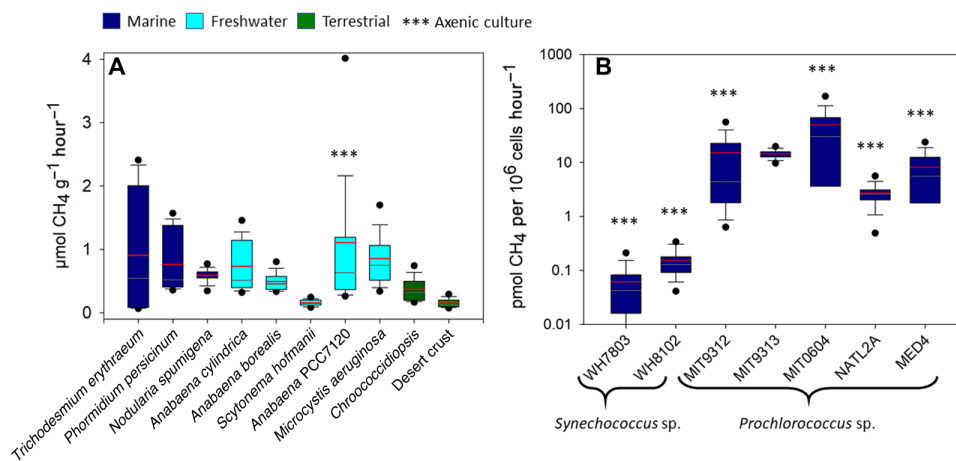 Marine Freshwater Terrestrial *** Axenic culture
A
μmol CH4 g−1 hour−1
4
3
2
1
0
***
Trichodesmium erythraeum
Phormidium persicinum
Nodularia spumigena
Anabaena cylindrica
Anabaena borealis
Scytonema hofmanii
Anabaena PCC7120
Microcystis aeruginosa
Chroococcidiopsis
Desert crust
B
pmol CH4 per 10^6 cells hour−1
1000
100
10
1
0.1
0.01
***
***
***
***
***
***
WH7803
WH8102
MIT9312
MIT9313
MIT0604
NATL2A
MED4
Synechococcus sp.
Prochlorococcus sp.